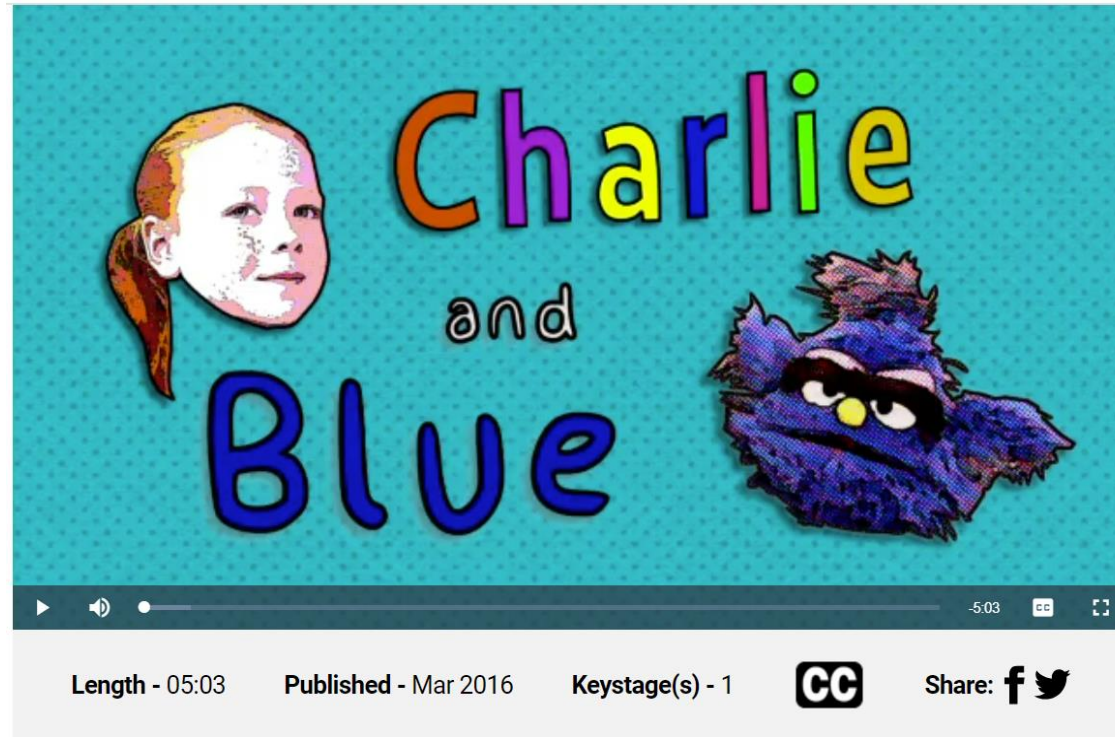 Charlie
and
Blue
-5:03 CC
Length - 05:03 Published - Mar 2016 Keystage(s) - 1 CC Share: